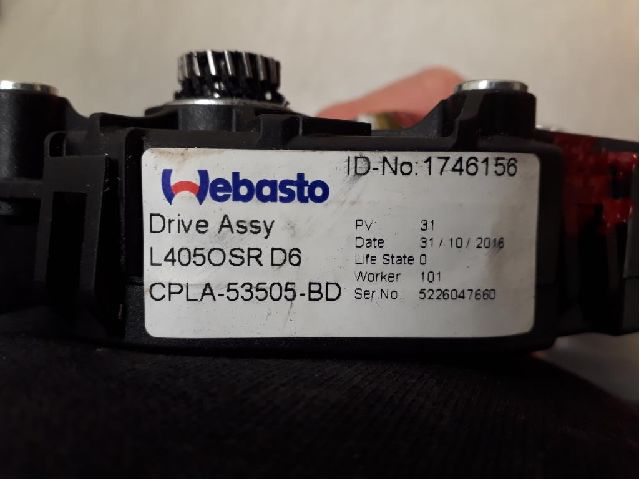 Webasto
ID-No: 1746156
Drive Assy
L405OSR D6
CPLA-53505-BD
PV: 31
Date 31 / 10 / 2016
Life State 0
Worker 101
Ser No. 5226047660